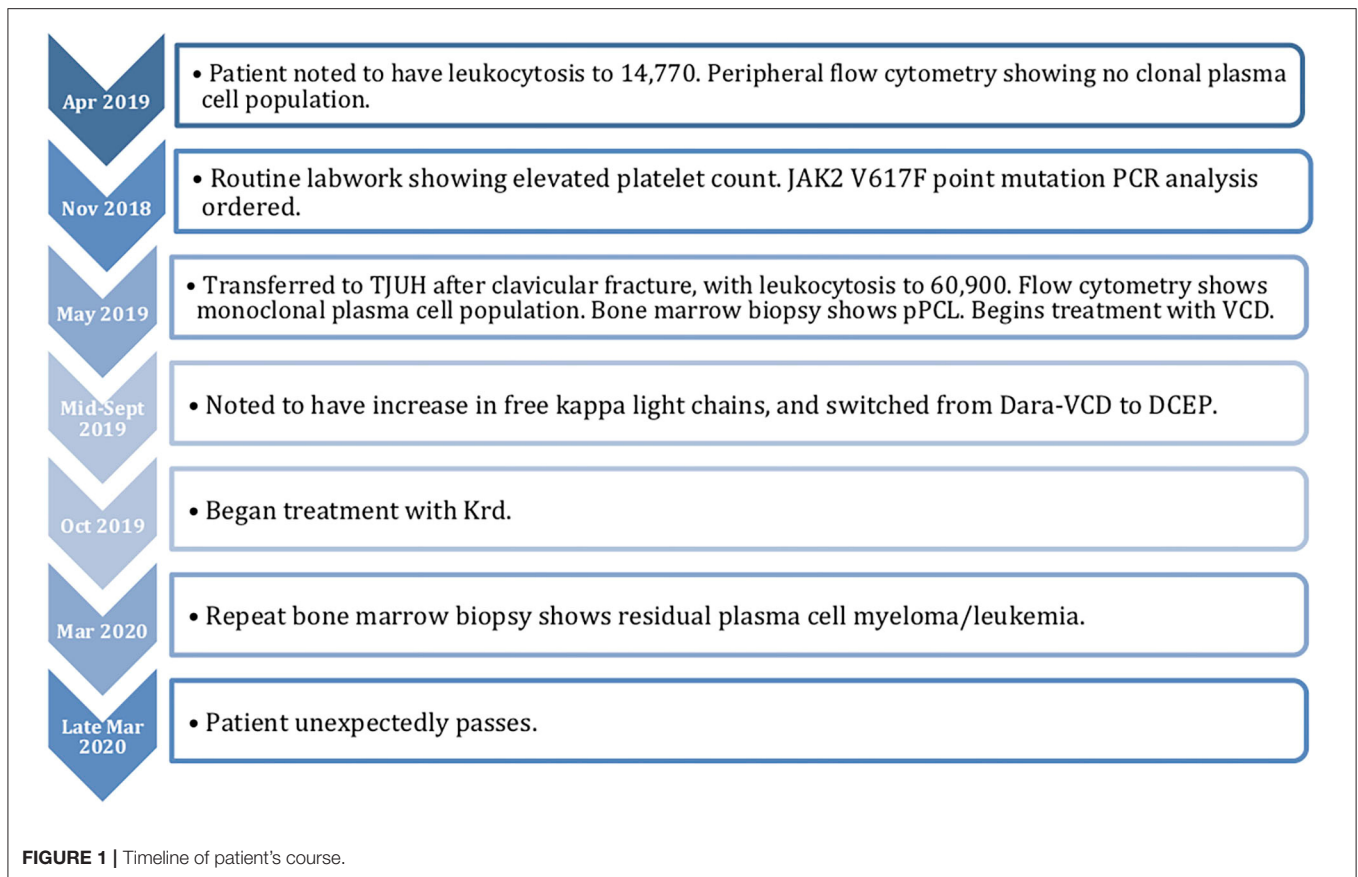 Apr 2019
• Patient noted to have leukocytosis to 14,770. Peripheral flow cytometry showing no clonal plasma
cell population.
Nov 2018
• Routine labwork showing elevated platelet count. JAK2 V617F point mutation PCR analysis
ordered.
May 2019
• Transferred to TJUH after clavicular fracture, with leukocytosis to 60,900. Flow cytometry shows
monoclonal plasma cell population. Bone marrow biopsy shows pPCL. Begins treatment with VCD.
Mid-Sept
2019
• Noted to have increase in free kappa light chains, and switched from Dara-VCD to DCEP.
Oct 2019
• Began treatment with Krd.
Mar 2020
• Repeat bone marrow biopsy shows residual plasma cell myeloma/leukemia.
Late Mar
2020
• Patient unexpectedly passes.
FIGURE 1 | Timeline of patient's course.